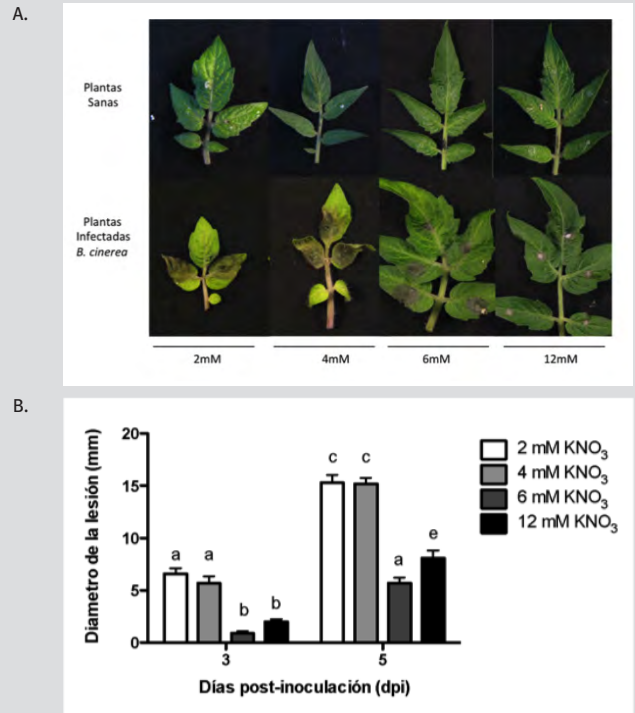 A.
Plantas
Sanas
Plantas
Infectadas
B. cinerea
2mM
4mM
6mM
12mM
B.
Diametro de la lesión (mm)
20
15
10
5
0
a
a
b
b
c
c
a
e
3
5
Días post-inoculación (dpi)
2 mM KNO3
4 mM KNO3
6 mM KNO3
12 mM KNO3